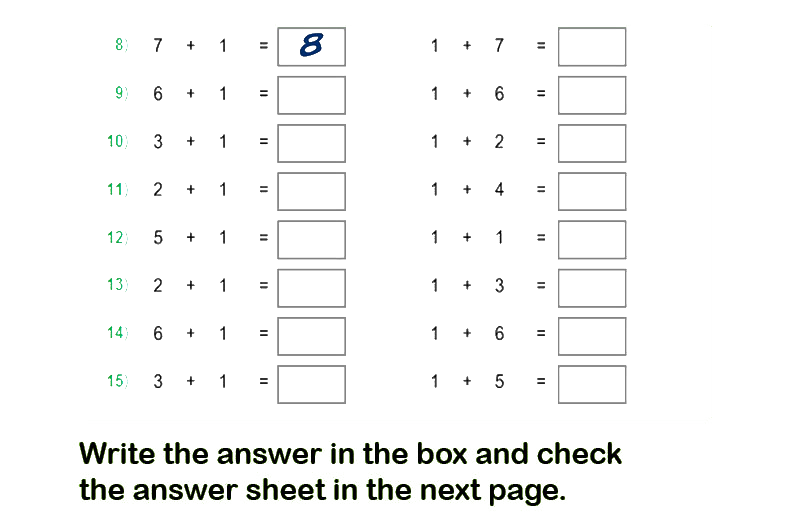 8) 7 + 1 = 8 1 + 7 =
9) 6 + 1 = 1 + 6 =
10) 3 + 1 = 1 + 2 =
11) 2 + 1 = 1 + 4 =
12) 5 + 1 = 1 + 1 =
13) 2 + 1 = 1 + 3 =
14) 6 + 1 = 1 + 6 =
15) 3 + 1 = 1 + 5 =
Write the answer in the box and check
the answer sheet in the next page.